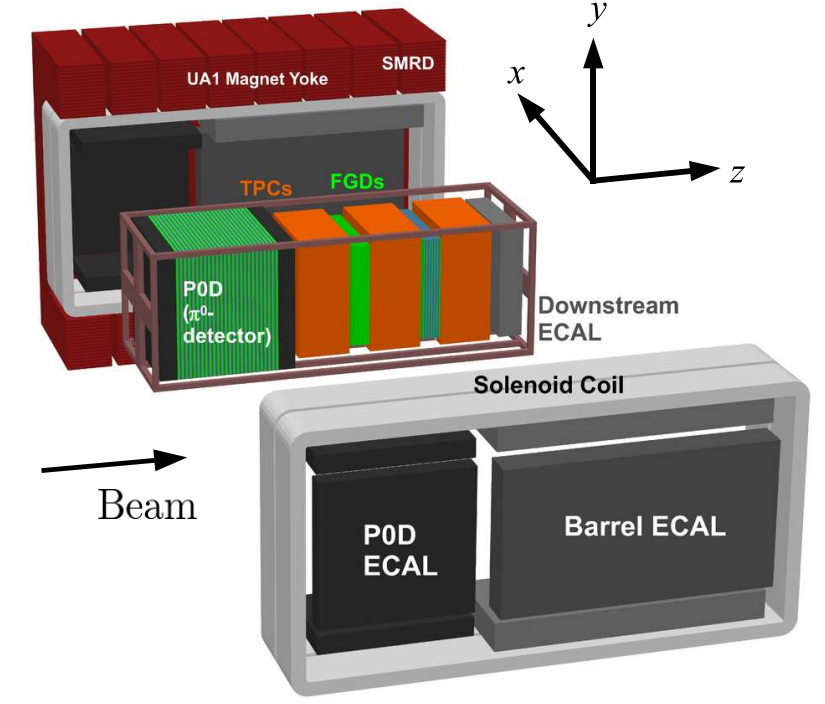 y
SMRD
UA1 Magnet Yoke
x
z
TPCs
FGDs
P0D
(π⁰-
detector)
Downstream
ECAL
Solenoid Coil
Beam
P0D
ECAL
Barrel ECAL